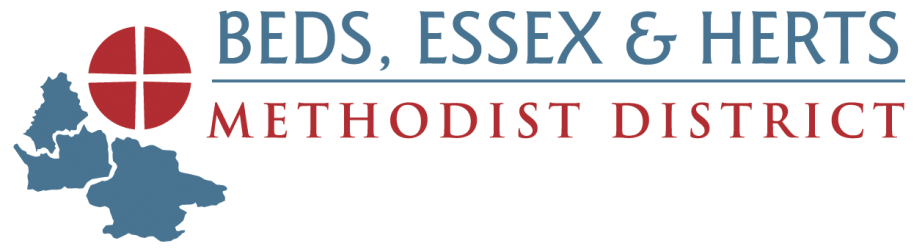 BEDS, ESSEX & HERTS
METHODIST DISTRICT